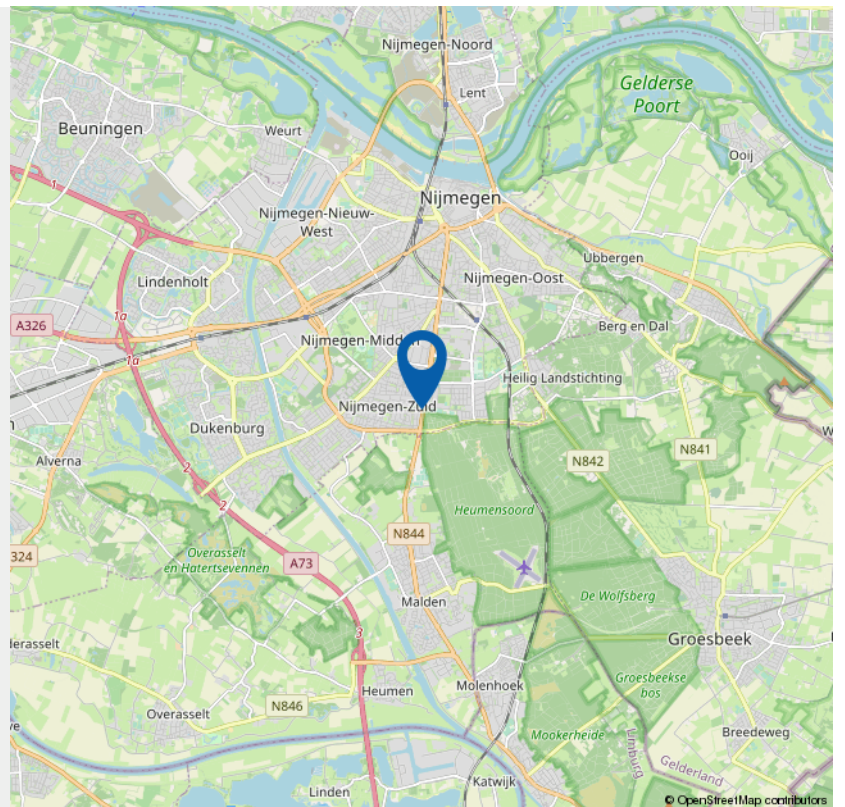 Nijmegen-Noord
Lent
Gelderse
Poort
Beuningen
Weurt
Ooij
1
Nijmegen
Nijmegen-Nieuw-
West
Ubbergen
Lindenholt
Nijmegen-Oost
1a
A326
Berg en Dal
Nijmegen-Midden
1a
Heilig Landstichting
Nijmegen-Zuid
Dukenburg
N841
Alverna
N842
2
2
Heumensoord
N844
324
Overasselt
en Hatertsevennen
A73
De Wolfsberg
Malden
3
Groesbeek
derasselt
Groesbeekse
bos
Molenhoek
Heumen
N846
Overasselt
Mookerheide
Breedeweg
Limburg
Gelderland
Katwijk
Linden
© OpenStreetMap contributors